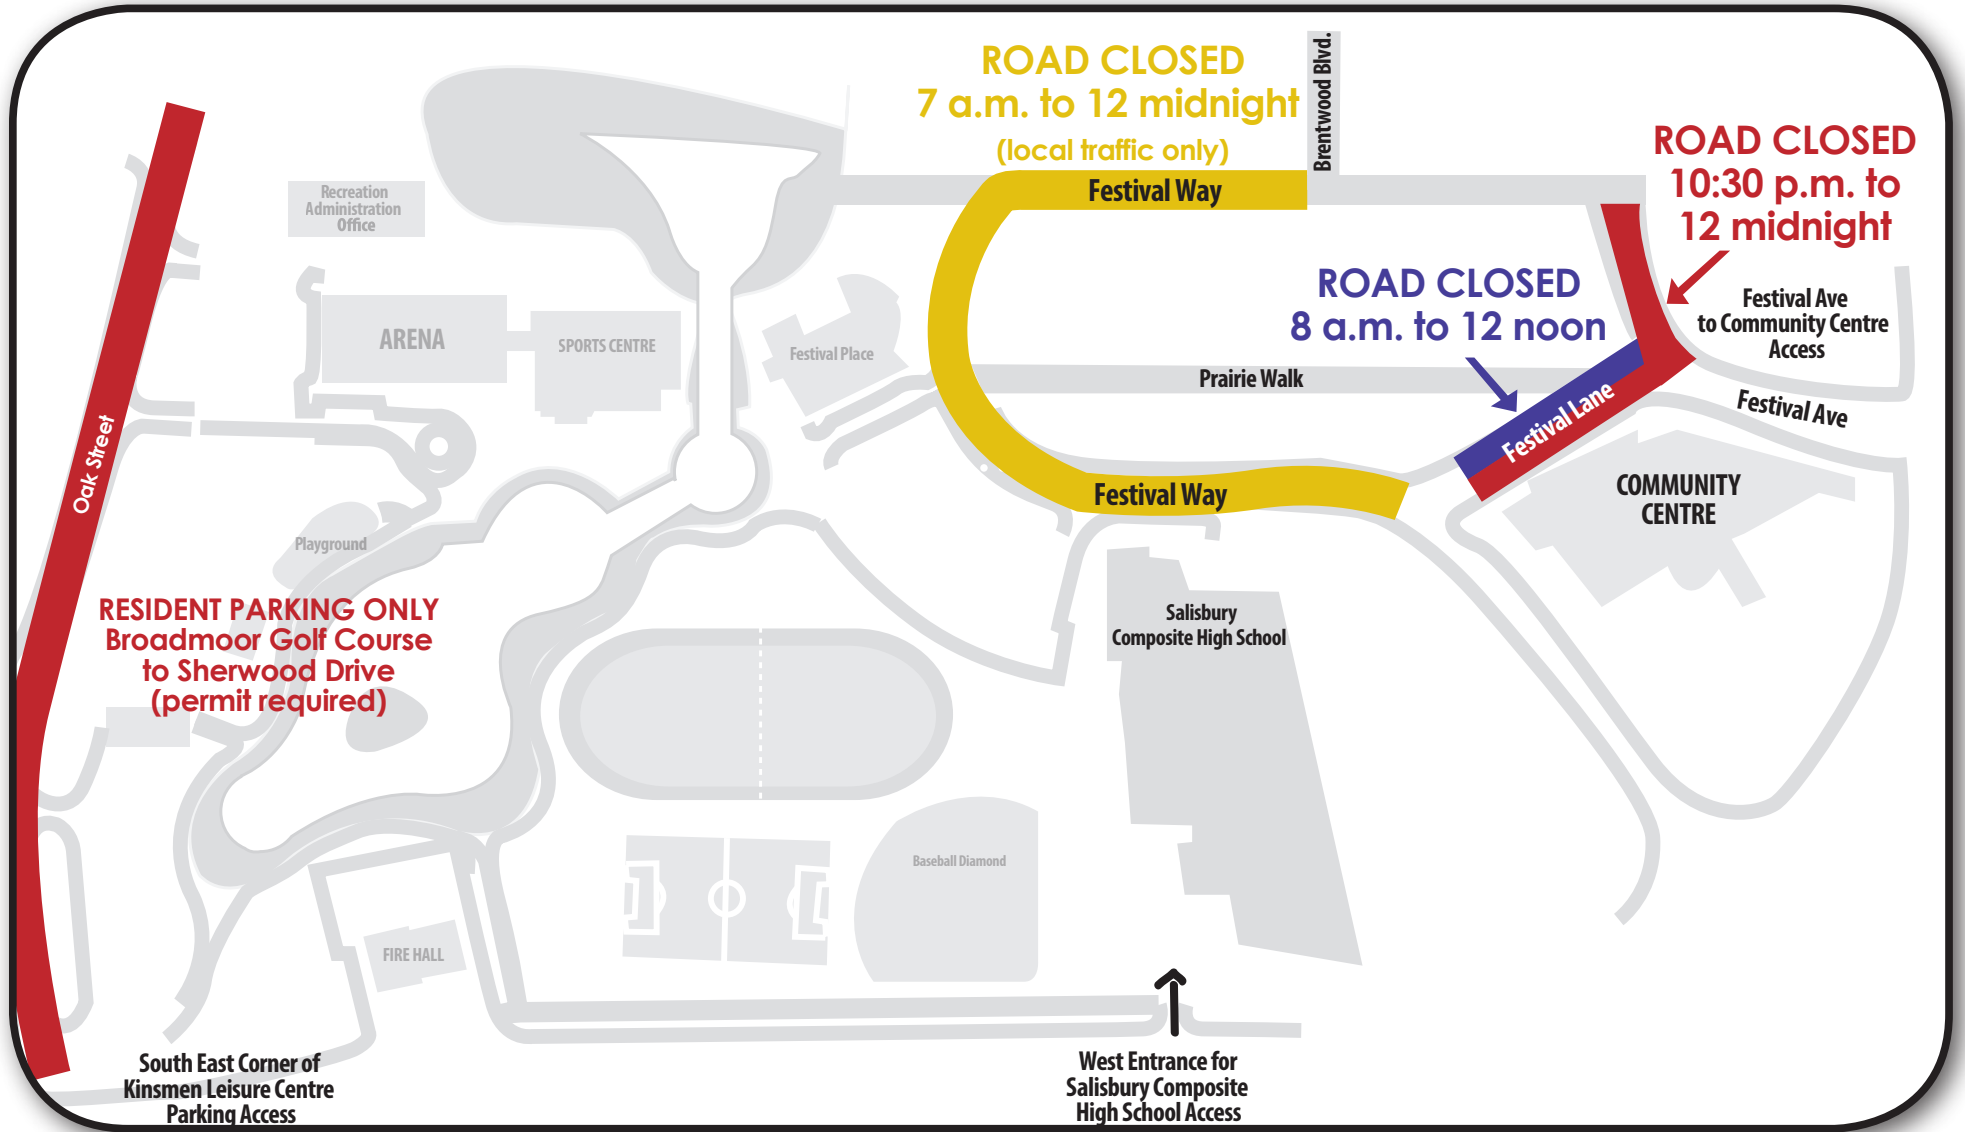 ROAD CLOSED
7 a.m. to 12 midnight
(local traffic only)
Brentwood Blvd.
Festival Way
ROAD CLOSED
10:30 p.m. to
12 midnight
Recreation
Administration
Office
ROAD CLOSED
8 a.m. to 12 noon
Festival Ave
to Community Centre
Access
ARENA
SPORTS CENTRE
Festival Place
Prairie Walk
Festival Lane
Festival Ave
Oak Street
Festival Way
COMMUNITY
CENTRE
Playground
RESIDENT PARKING ONLY
Broadmoor Golf Course
to Sherwood Drive
(permit required)
Salisbury
Composite High School
Baseball Diamond
FIRE HALL
South East Corner of
Kinsmen Leisure Centre
Parking Access
West Entrance for
Salisbury Composite
High School Access